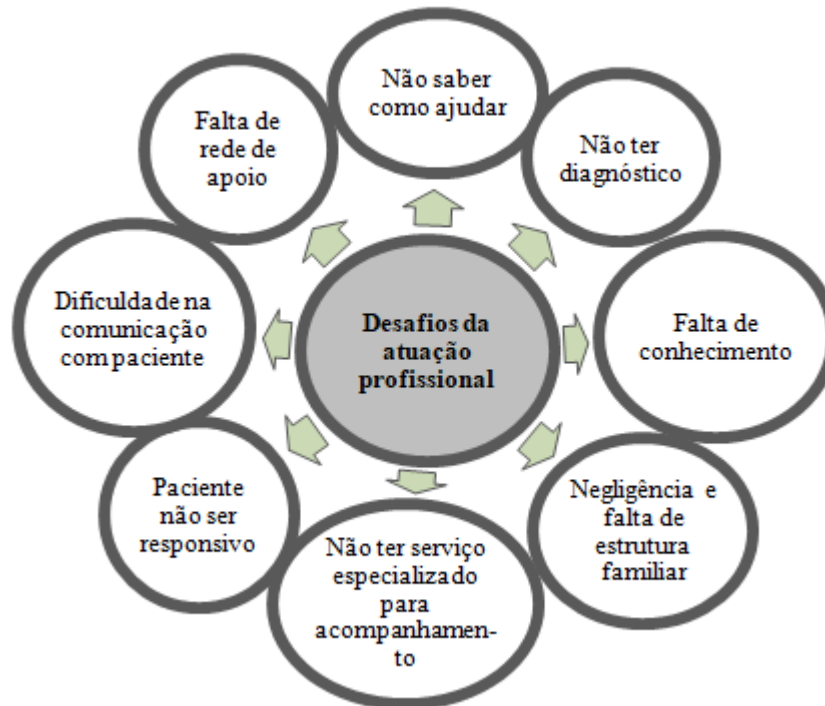 Não saber
como ajudar
Não ter
diagnóstico
Falta de
conhecimento
Negligência e
falta de
estrutura
familiar
Não ter serviço
especializado
para
acompanhamen-
to
Paciente
não ser
responsivo
Dificuldade na
comunicação
com paciente
Falta de
rede de
apoio
Desafios da
atuação
profissional